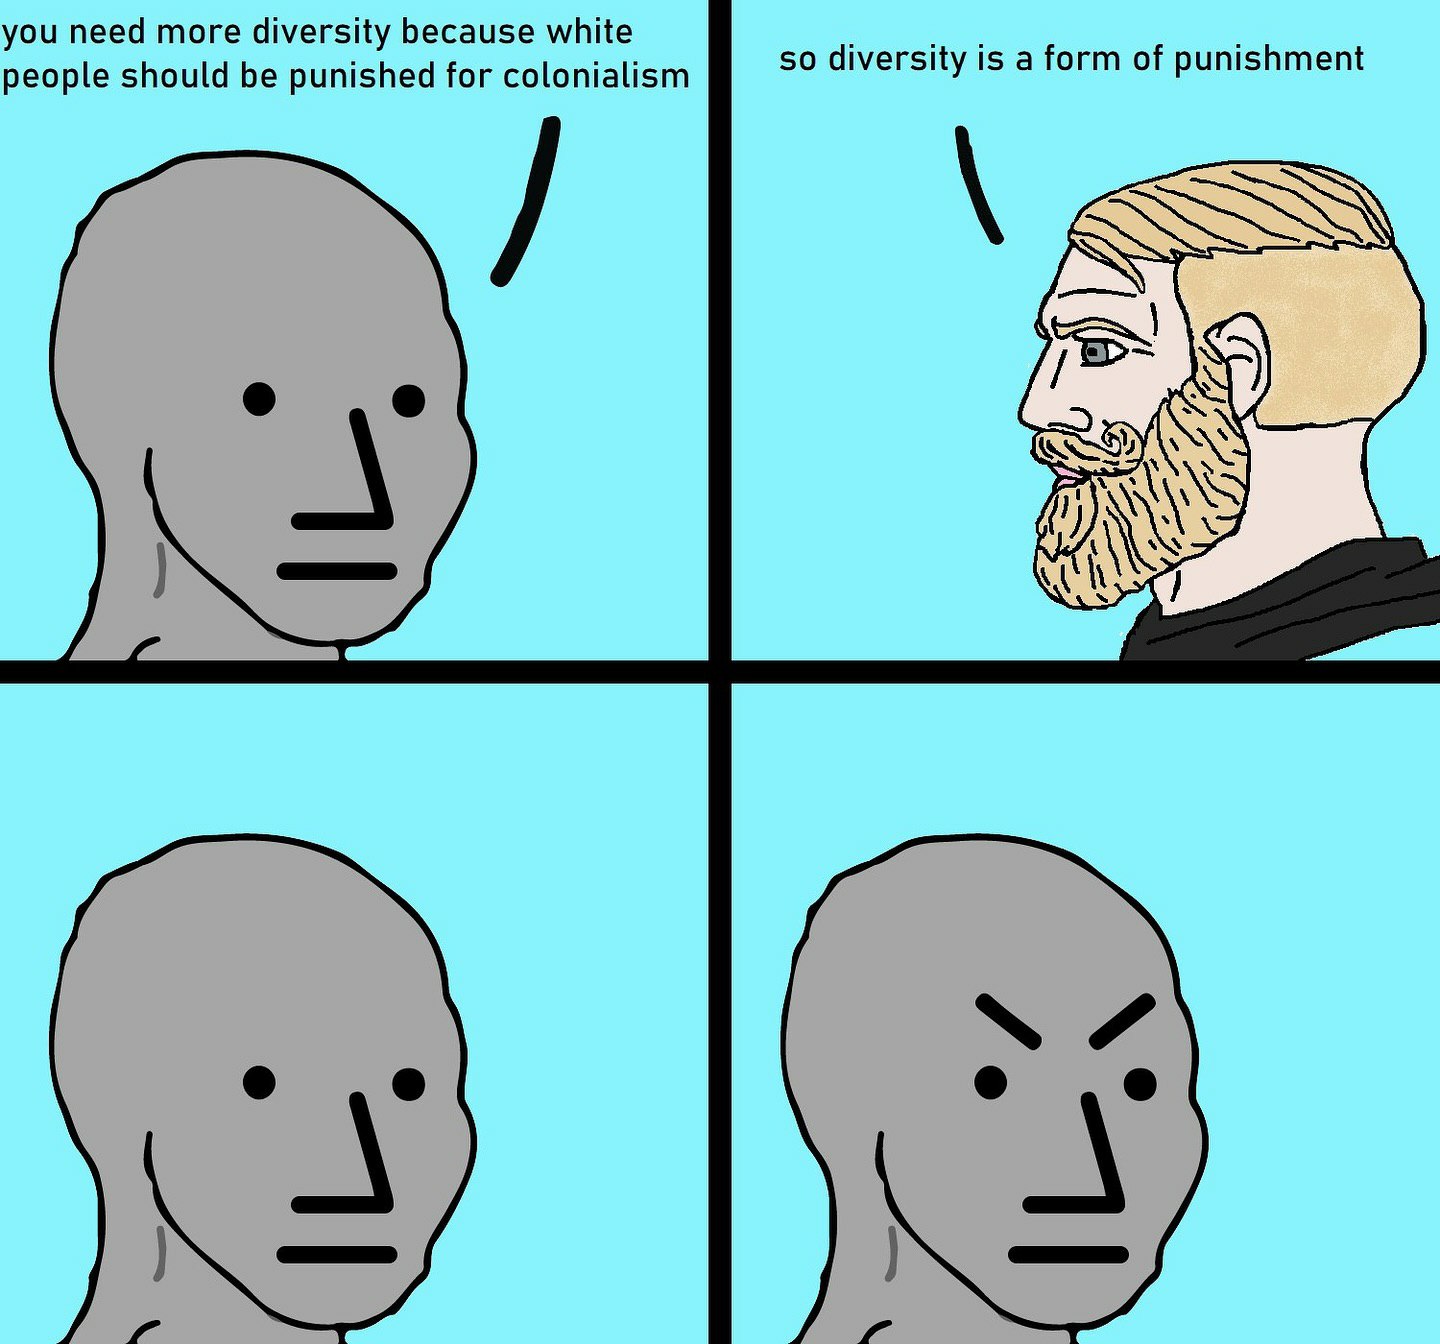 you need more diversity because white
people should be punished for colonialism
so diversity is a form of punishment